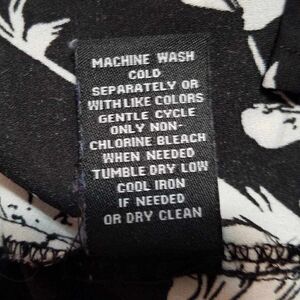 MACHINE WASH
COLD
SEPARATELY OR
WITH LIKE COLORS
GENTLE CYCLE
ONLY NON-
CHLORINE BLEACH
WHEN NEEDED
TUMBLE DRY LOW
COOL IRON
IF NEEDED
OR DRY CLEAN